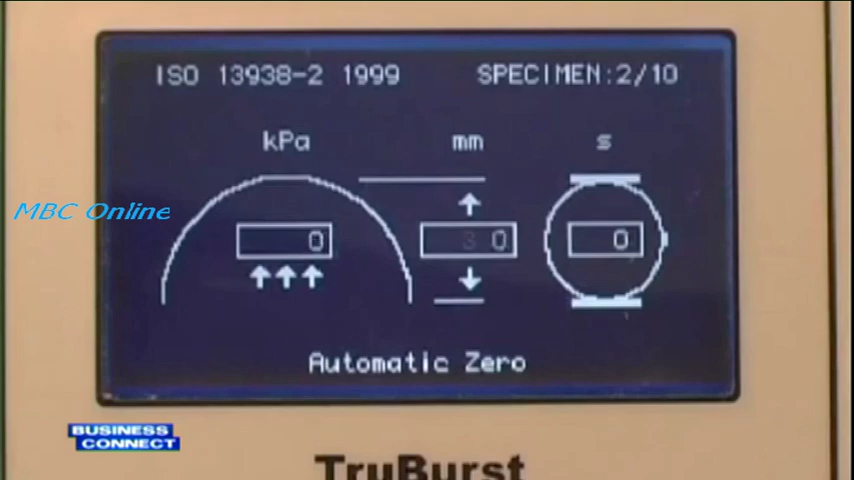 ISO 13938-2 1999 SPECIMEN:2/10
kPa mm s
MBC Online
0 0 0
Automatic Zero
BUSINESS
CONNECT
TruBurst